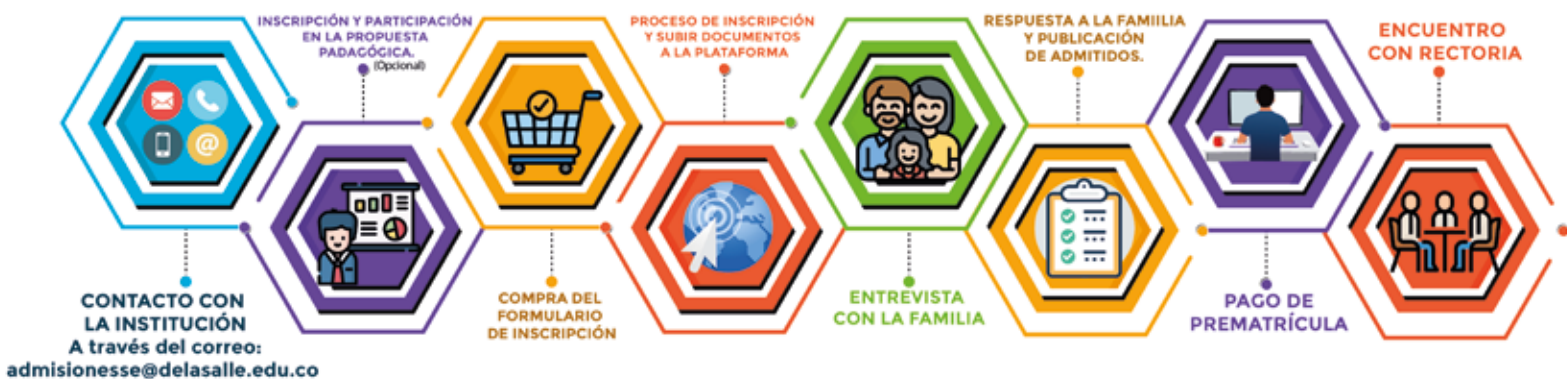 CONTACTO CON
LA INSTITUCIÓN
A través del correo:
admisionesse@delasalle.edu.co
INSCRIPCIÓN Y PARTICIPACIÓN
EN LA PROPUESTA
PADAGÓGICA.
(Opcional)
COMPRA DEL
FORMULARIO
DE INSCRIPCIÓN
PROCESO DE INSCRIPCIÓN
Y SUBIR DOCUMENTOS
A LA PLATAFORMA
ENTREVISTA
CON LA FAMILIA
RESPUESTA A LA FAMIILIA
Y PUBLICACIÓN
DE ADMITIDOS.
PAGO DE
PREMATRÍCULA
ENCUENTRO
CON RECTORIA